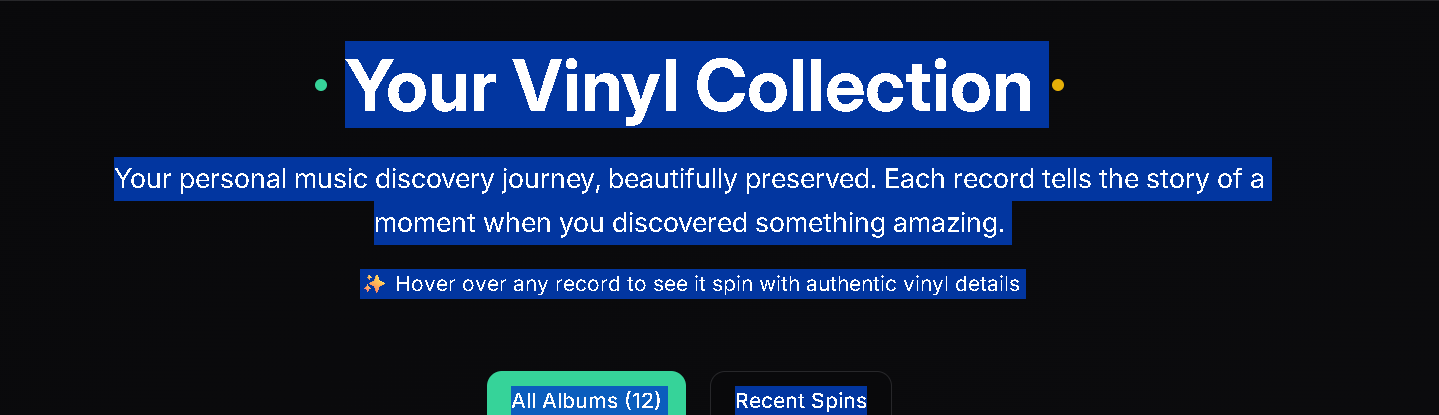 Your Vinyl Collection
Your personal music discovery journey, beautifully preserved. Each record tells the story of a
moment when you discovered something amazing.
✨ Hover over any record to see it spin with authentic vinyl details
All Albums (12)
Recent Spins